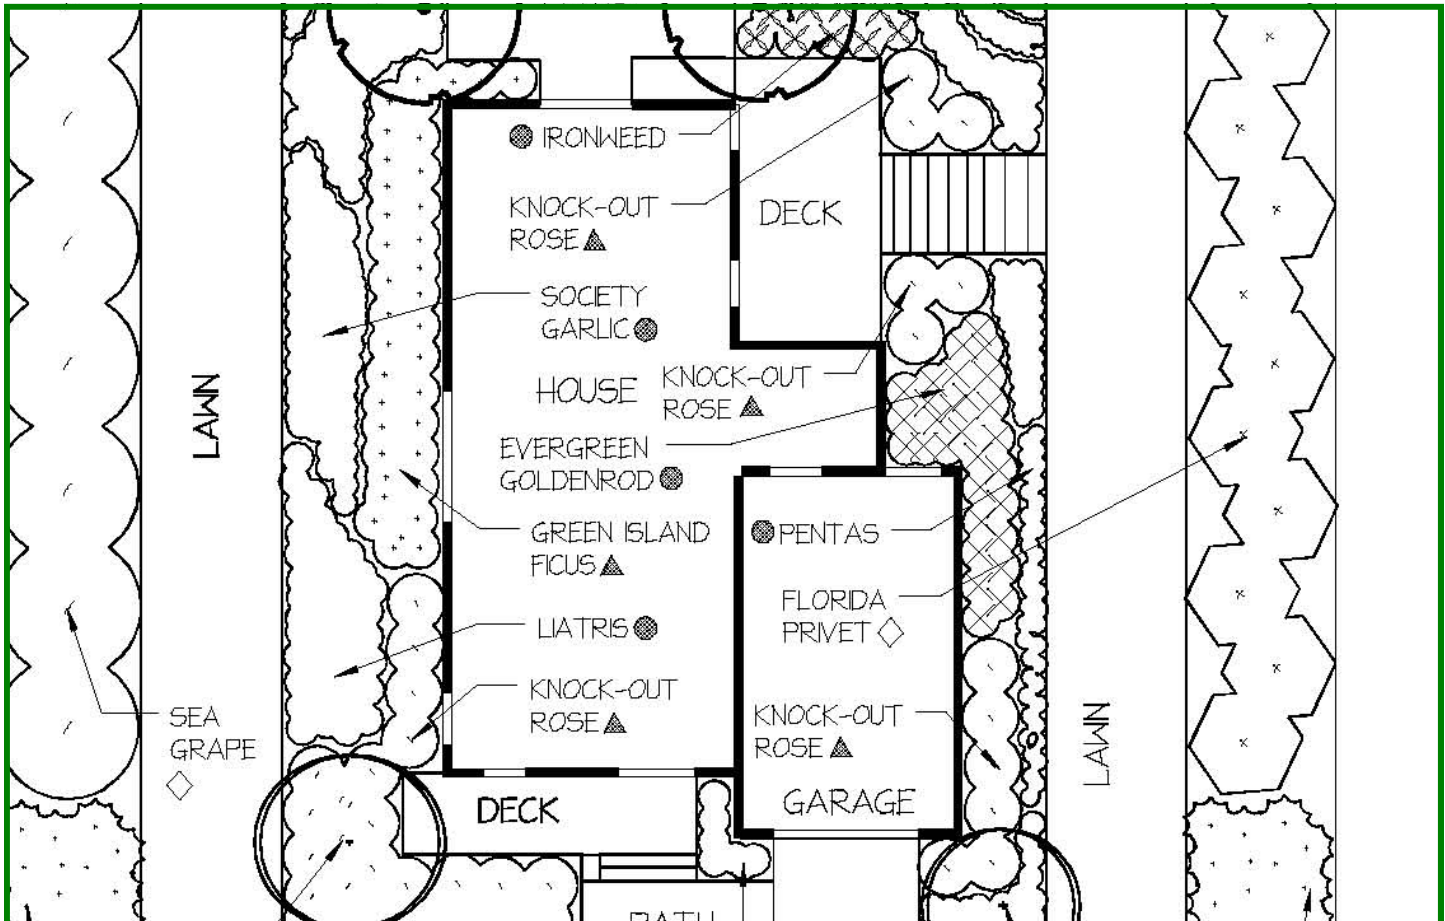 IRONWEED
KNOCK-OUT
ROSE
DECK
SOCIETY
GARLIC
LAWN
HOUSE
KNOCK-OUT
ROSE
EVERGREEN
GOLDENROD
GREEN ISLAND
FICUS
PENTAS
FLORIDA
PRIVET
LIATRIS
KNOCK-OUT
ROSE
SEA
GRAPE
KNOCK-OUT
ROSE
LAWN
DECK
GARAGE
PATH